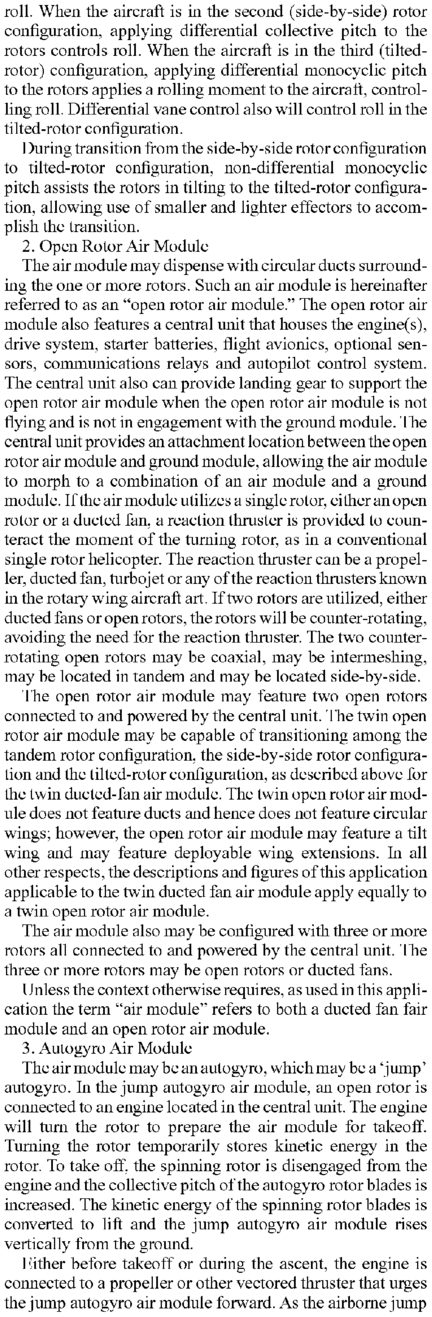 roll. When the aircraft is in the second (side-by-side) rotor
configuration, applying differential collective pitch to the
rotors controls roll. When the aircraft is in the third (tilted-
rotor) configuration, applying differential monocyclic pitch
to the rotors applies a rolling moment to the aircraft, control-
ling roll. Differential vane control also will control roll in the
tilted-rotor configuration.
During transition from the side-by-side rotor configuration
to tilted-rotor configuration, non-differential monocyclic
pitch assists the rotors in tilting to the tilted-rotor configura-
tion, allowing use of smaller and lighter effectors to accom-
plish the transition.
2. Open Rotor Air Module
The air module may dispense with circular ducts surround-
ing the one or more rotors. Such an air module is hereinafter
referred to as an “open rotor air module.” The open rotor air
module also features a central unit that houses the engine(s),
drive system, starter batteries, flight avionics, optional sen-
sors, communications relays and autopilot control system.
The central unit also can provide landing gear to support the
open rotor air module when the open rotor air module is not
flying and is not in engagement with the ground module. The
central unit provides an attachment location between the open
rotor air module and ground module, allowing the air module
to morph to a combination of an air module and a ground
module. If the air module utilizes a single rotor, either an open
rotor or a ducted fan, a reaction thruster is provided to coun-
teract the moment of the turning rotor, as in a conventional
single rotor helicopter. The reaction thruster can be a propel-
ler, ducted fan, turbojet or any of the reaction thrusters known
in the rotary wing aircraft art. If two rotors are utilized, either
ducted fans or open rotors, the rotors will be counter-rotating,
avoiding the need for the reaction thruster. The two counter-
rotating open rotors may be coaxial, may be intermeshing,
may be located in tandem and may be located side-by-side.
The open rotor air module may feature two open rotors
connected to and powered by the central unit. The twin open
rotor air module may be capable of transitioning among the
tandem rotor configuration, the side-by-side rotor configura-
tion and the tilted-rotor configuration, as described above for
the twin ducted-fan air module. The twin open rotor air mod-
ule does not feature ducts and hence does not feature circular
wings; however, the open rotor air module may feature a tilt
wing and may feature deployable wing extensions. In all
other respects, the descriptions and figures of this application
applicable to the twin ducted fan air module apply equally to
a twin open rotor air module.
The air module also may be configured with three or more
rotors all connected to and powered by the central unit. The
three or more rotors may be open rotors or ducted fans.
Unless the context otherwise requires, as used in this appli-
cation the term “air module” refers to both a ducted fan fair
module and an open rotor air module.
3. Autogyro Air Module
The air module may be an autogyro, which may be a ‘jump’
autogyro. In the jump autogyro air module, an open rotor is
connected to an engine located in the central unit. The engine
will turn the rotor to prepare the air module for takeoff.
Turning the rotor temporarily stores kinetic energy in the
rotor. To take off, the spinning rotor is disengaged from the
engine and the collective pitch of the autogyro rotor blades is
increased. The kinetic energy of the spinning rotor blades is
converted to lift and the jump autogyro air module rises
vertically from the ground.
Either before takeoff or during the ascent, the engine is
connected to a propeller or other vectored thruster that urges
the jump autogyro air module forward. As the airborne jump